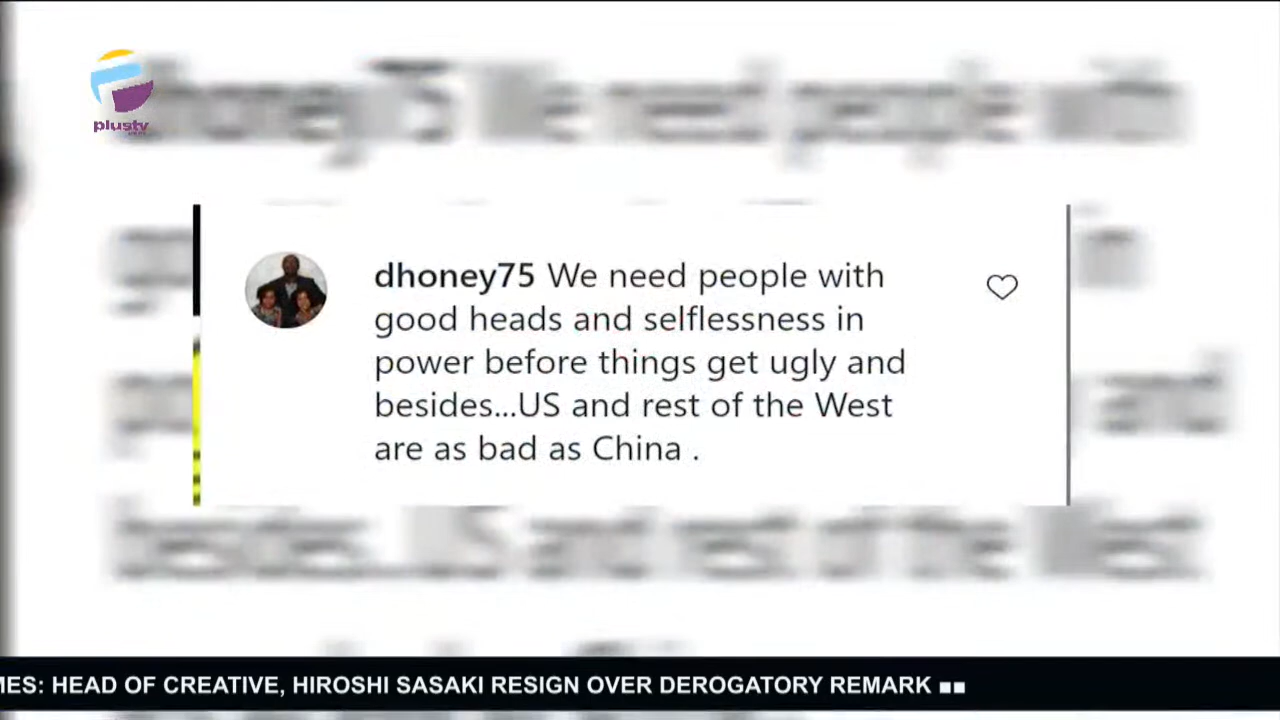 plustv
dhoney75 We need people with
good heads and selflessness in
power before things get ugly and
besides...US and rest of the West
are as bad as China .
MES: HEAD OF CREATIVE, HIROSHI SASAKI RESIGN OVER DEROGATORY REMARK